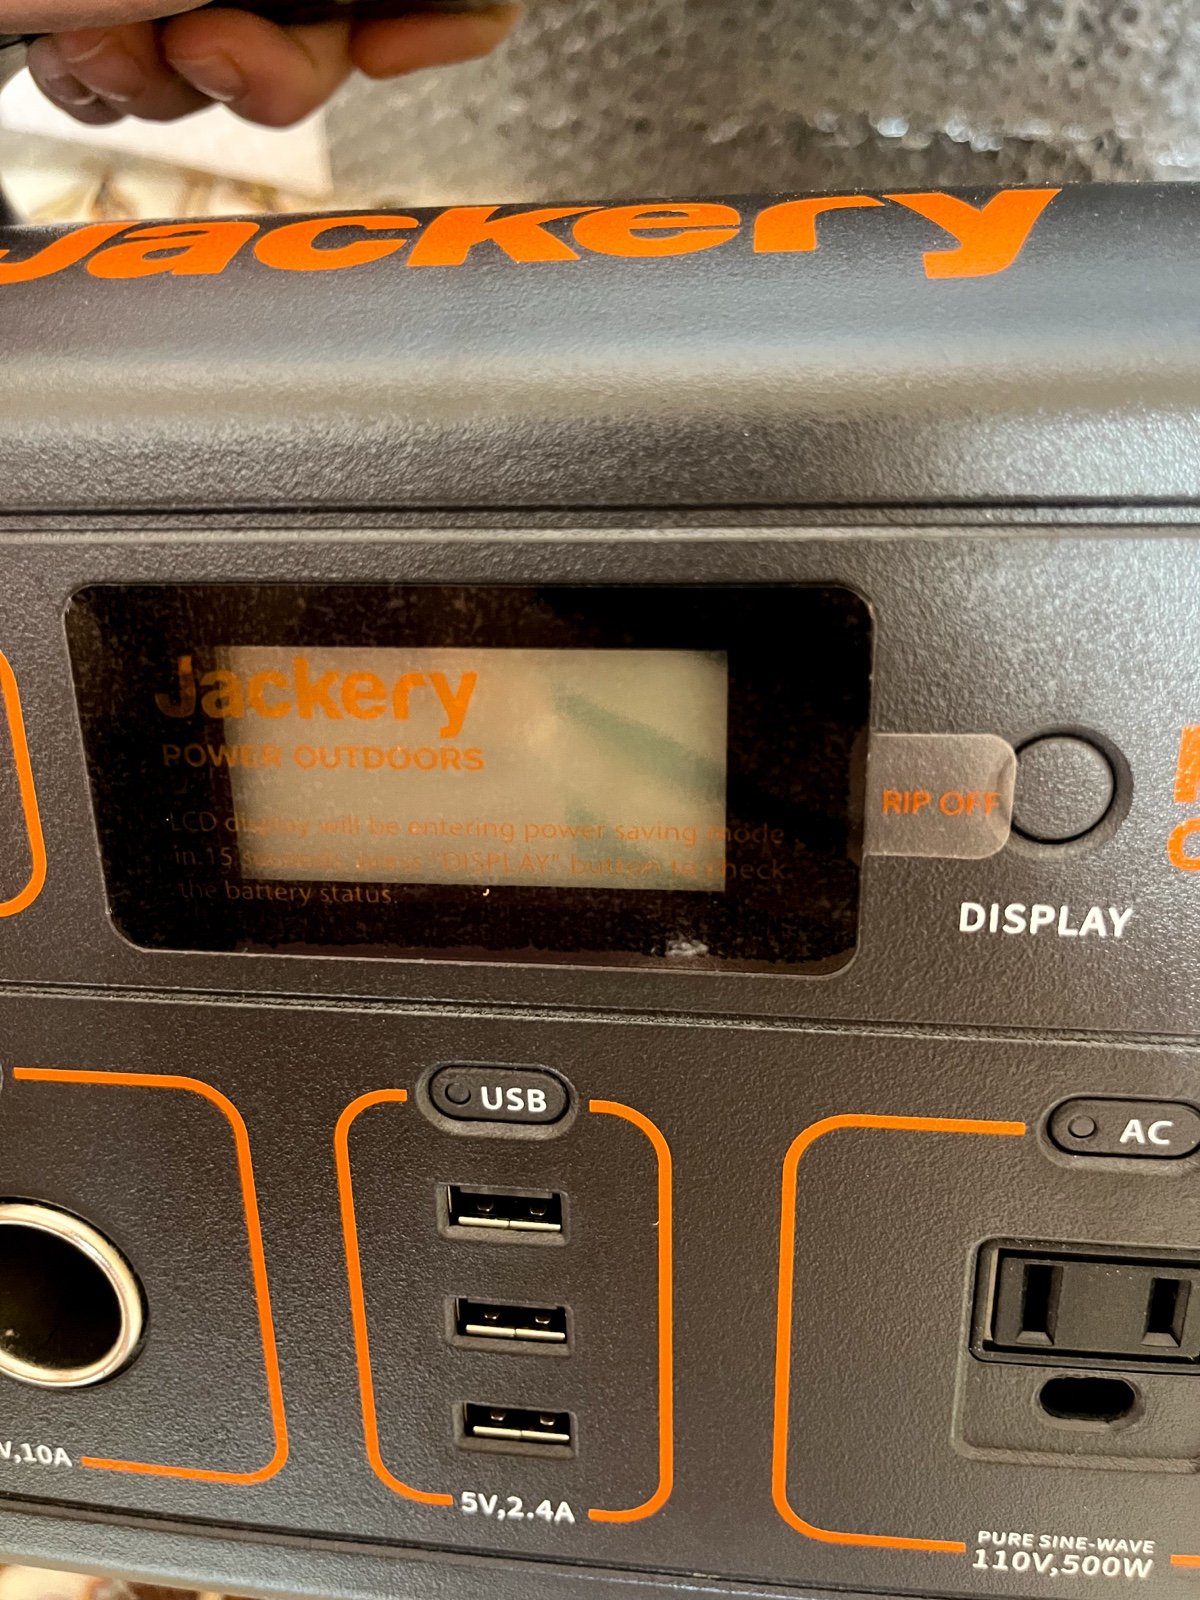 Jackery
Jackery
POWER OUTDOORS
LCD display will be entering power saving mode
in 15 seconds, press "DISPLAY" button to check
the battery status.
RIP OFF
DISPLAY
USB
AC
V,10A
5V,2.4A
PURE SINE-WAVE
110V,500W